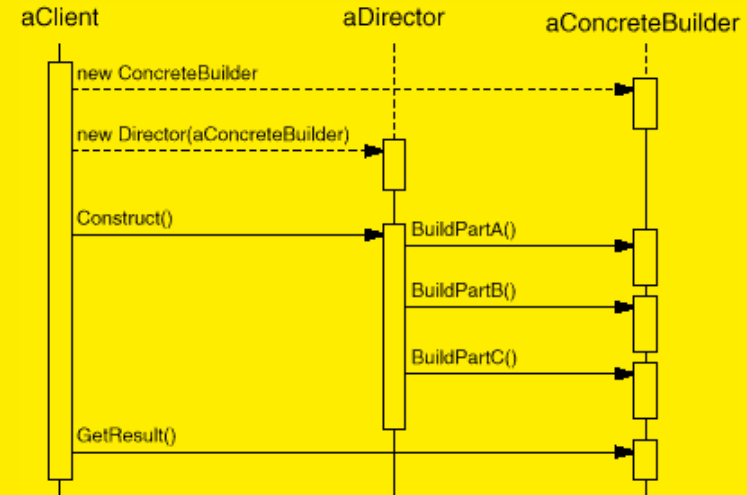 aClient
aDirector
aConcreteBuilder
new ConcreteBuilder
new Director(aConcreteBuilder)
Construct()
BuildPartA()
BuildPartB()
BuildPartC()
GetResult()